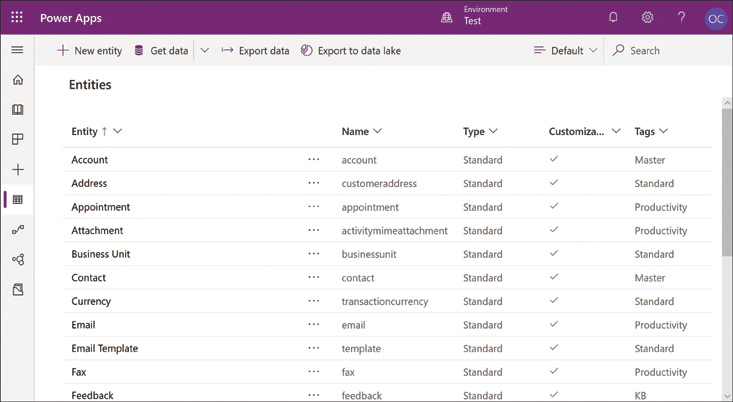 Power Apps
Environment
Test
OC
New entity
Get data
Export data
Export to data lake
Default
Search
Entities
Entity Name Type Customiza... Tags
Account ... account Standard Master
Address ... customeraddress Standard Standard
Appointment ... appointment Standard Productivity
Attachment ... activitymimeattachment Standard Productivity
Business Unit ... businessunit Standard Standard
Contact ... contact Standard Master
Currency ... transactioncurrency Standard Standard
Email ... email Standard Productivity
Email Template ... template Standard Standard
Fax ... fax Standard Productivity
Feedback ... feedback Standard KB